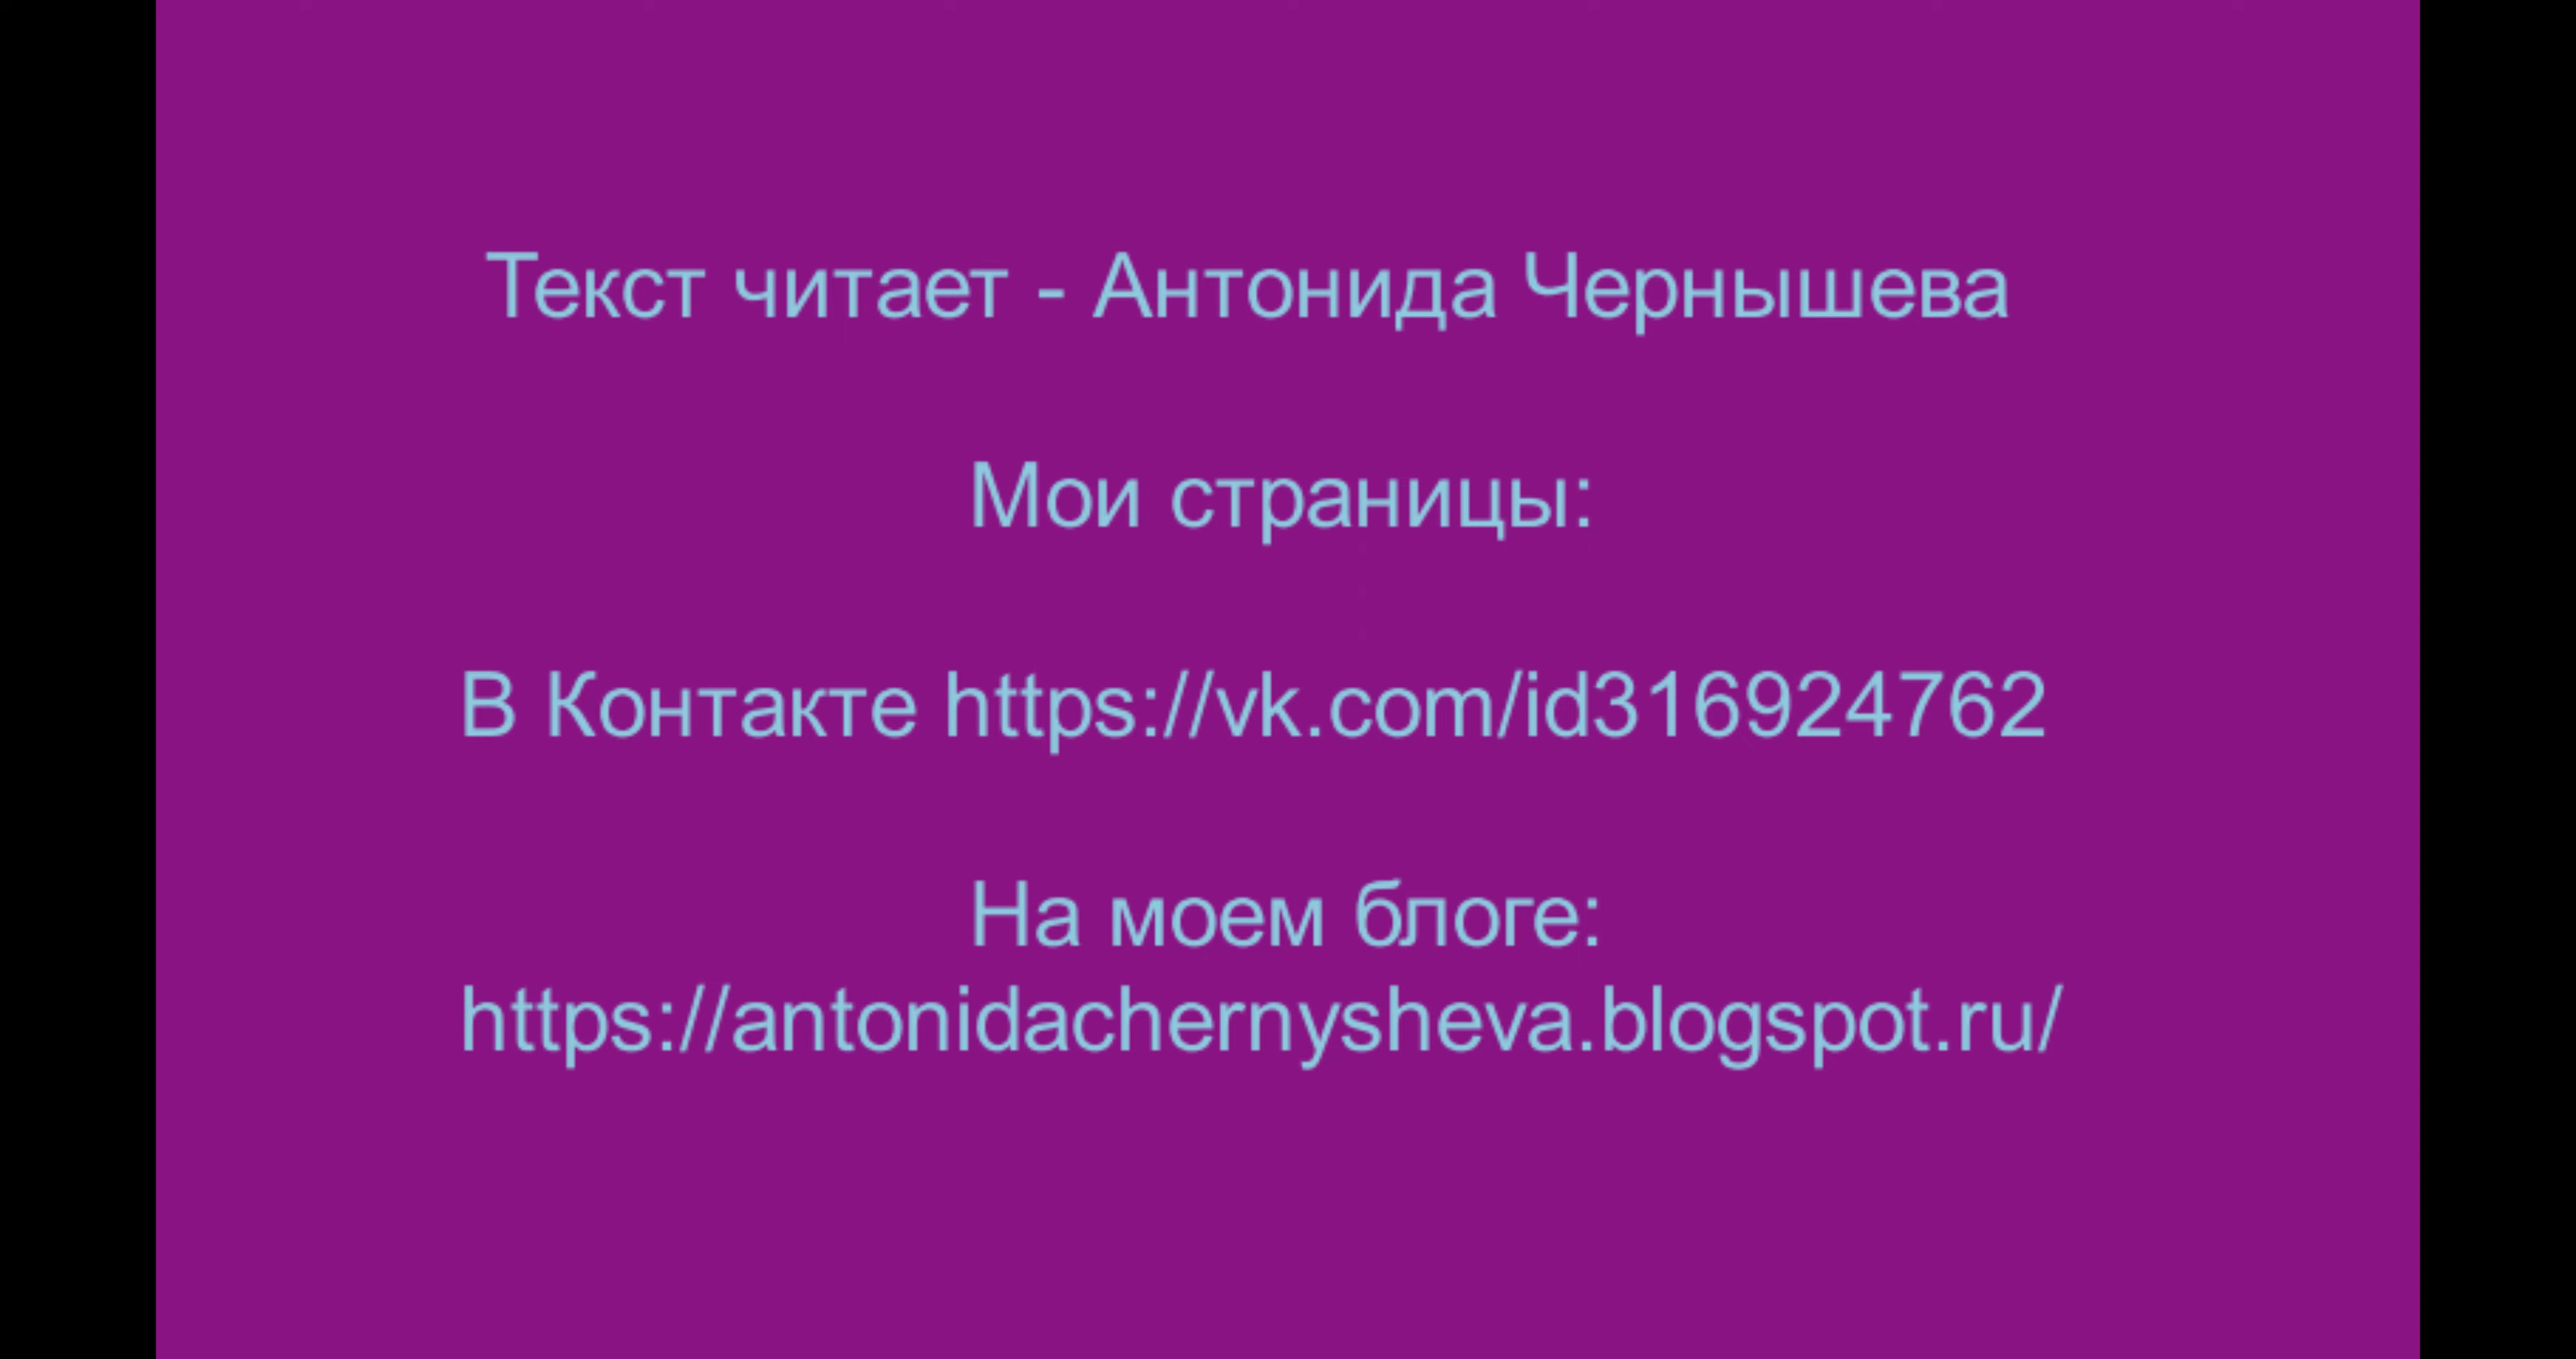 Текст читает - Антонида Чернышева
Мои страницы:
В Контакте https://vk.com/id316924762
На моем блоге:
https://antonidachernysheva.blogspot.ru/